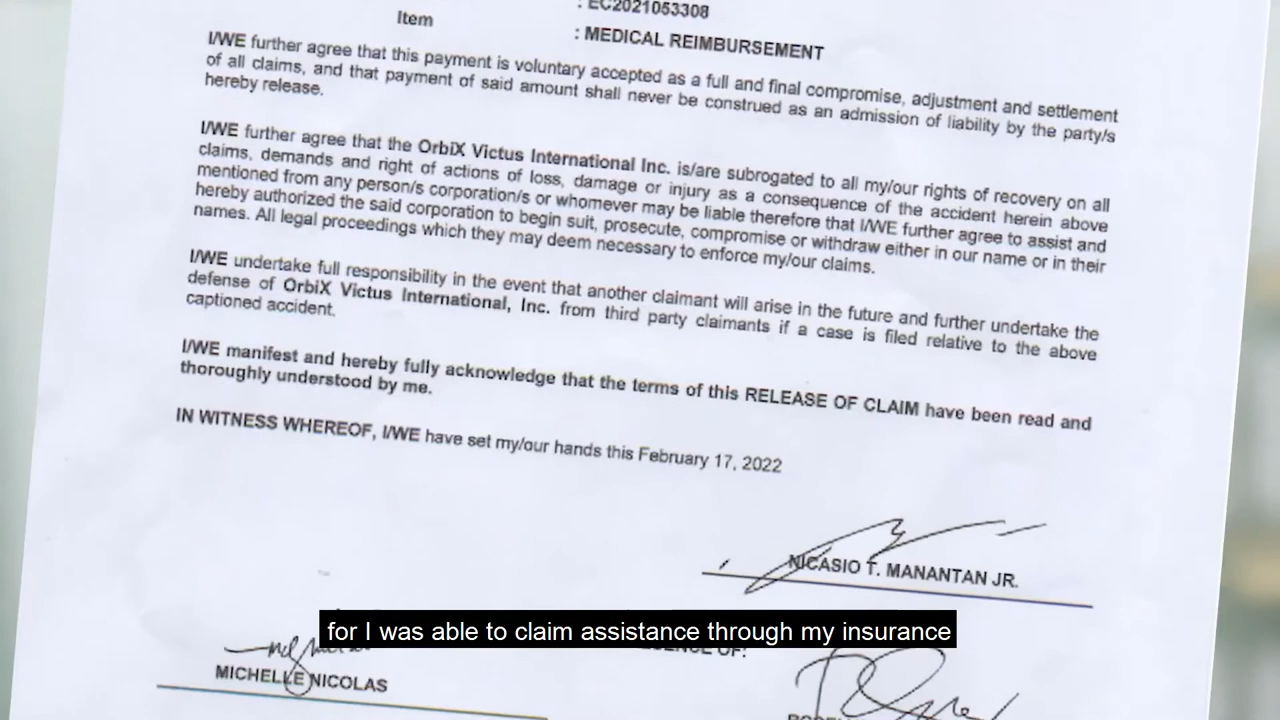 : EC2021053308
Item
: MEDICAL REIMBURSEMENT
I/WE further agree that this payment is voluntary accepted as a full and final compromise, adjustment and settlement
of all claims, and that payment of said amount shall never be construed as an admission of liability by the party/s
hereby release.
I/WE further agree that the OrbiX Victus International Inc. is/are subrogated to all my/our rights of recovery on all
claims, demands and right of actions of loss, damage or injury as a consequence of the accident herein above
mentioned from any person/s corporation/s or whomever may be liable therefore that I/WE further agree to assist and
hereby authorized the said corporation to begin suit, prosecute, compromise or withdraw either in our name or in their
names. All legal proceedings which they may deem necessary to enforce my/our claims.
I/WE undertake full responsibility in the event that another claimant will arise in the future and further undertake the
defense of OrbiX Victus International, Inc. from third party claimants if a case is filed relative to the above
captioned accident.
I/WE manifest and hereby fully acknowledge that the terms of this RELEASE OF CLAIM have been read and
thoroughly understood by me.
IN WITNESS WHEREOF, I/WE have set my/our hands this February 17, 2022
NICASIO T. MANANTAN JR.
for I was able to claim assistance through my insurance
OF:
MICHELLE NICOLAS